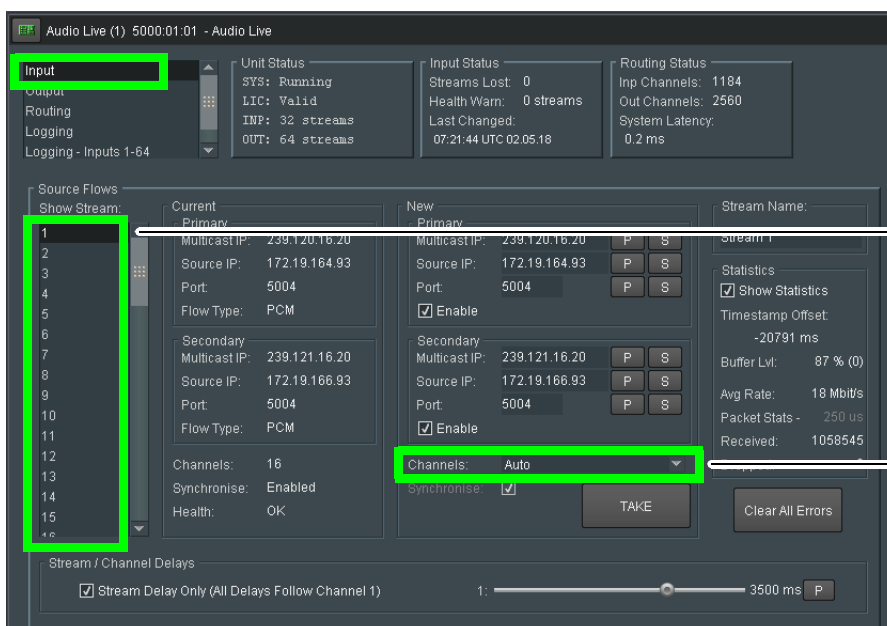 Audio Live (1) 5000:01:01 - Audio Live
Input
Output
Routing
Logging
Logging - Inputs 1-64
Unit Status
SYS: Running
LIC: Valid
INP: 32 streams
OUT: 64 streams
Input Status
Streams Lost: 0
Health Warn: 0 streams
Last Changed:
07:21:44 UTC 02.05.18
Routing Status
Inp Channels: 1184
Out Channels: 2560
System Latency:
0.2 ms
Source Flows
Show Stream:
1
2
3
4
5
6
7
8
9
10
11
12
13
14
15
16
Current
Primary
Multicast IP: 239.120.16.20
Source IP: 172.19.164.93
Port: 5004
Flow Type: PCM
Secondary
Multicast IP: 239.121.16.20
Source IP: 172.19.166.93
Port: 5004
Flow Type: PCM
Channels: 16
Synchronise: Enabled
Health: OK
New
Primary
Multicast IP: 239.120.16.20 P S
Source IP: 172.19.164.93 P S
Port: 5004 P S
Enable
Secondary
Multicast IP: 239.121.16.20 P S
Source IP: 172.19.166.93 P S
Port: 5004 P S
Enable
Channels: Auto
Synchronise:
TAKE
Stream Name:
Stream 1
Statistics
Show Statistics
Timestamp Offset:
-20791 ms
Buffer Lvl: 87 % (0)
Avg Rate: 18 Mbit/s
Packet Stats - 250 us
Received: 1058545
Clear All Errors
Stream / Channel Delays
Stream Delay Only (All Delays Follow Channel 1)
1: 3500 ms P